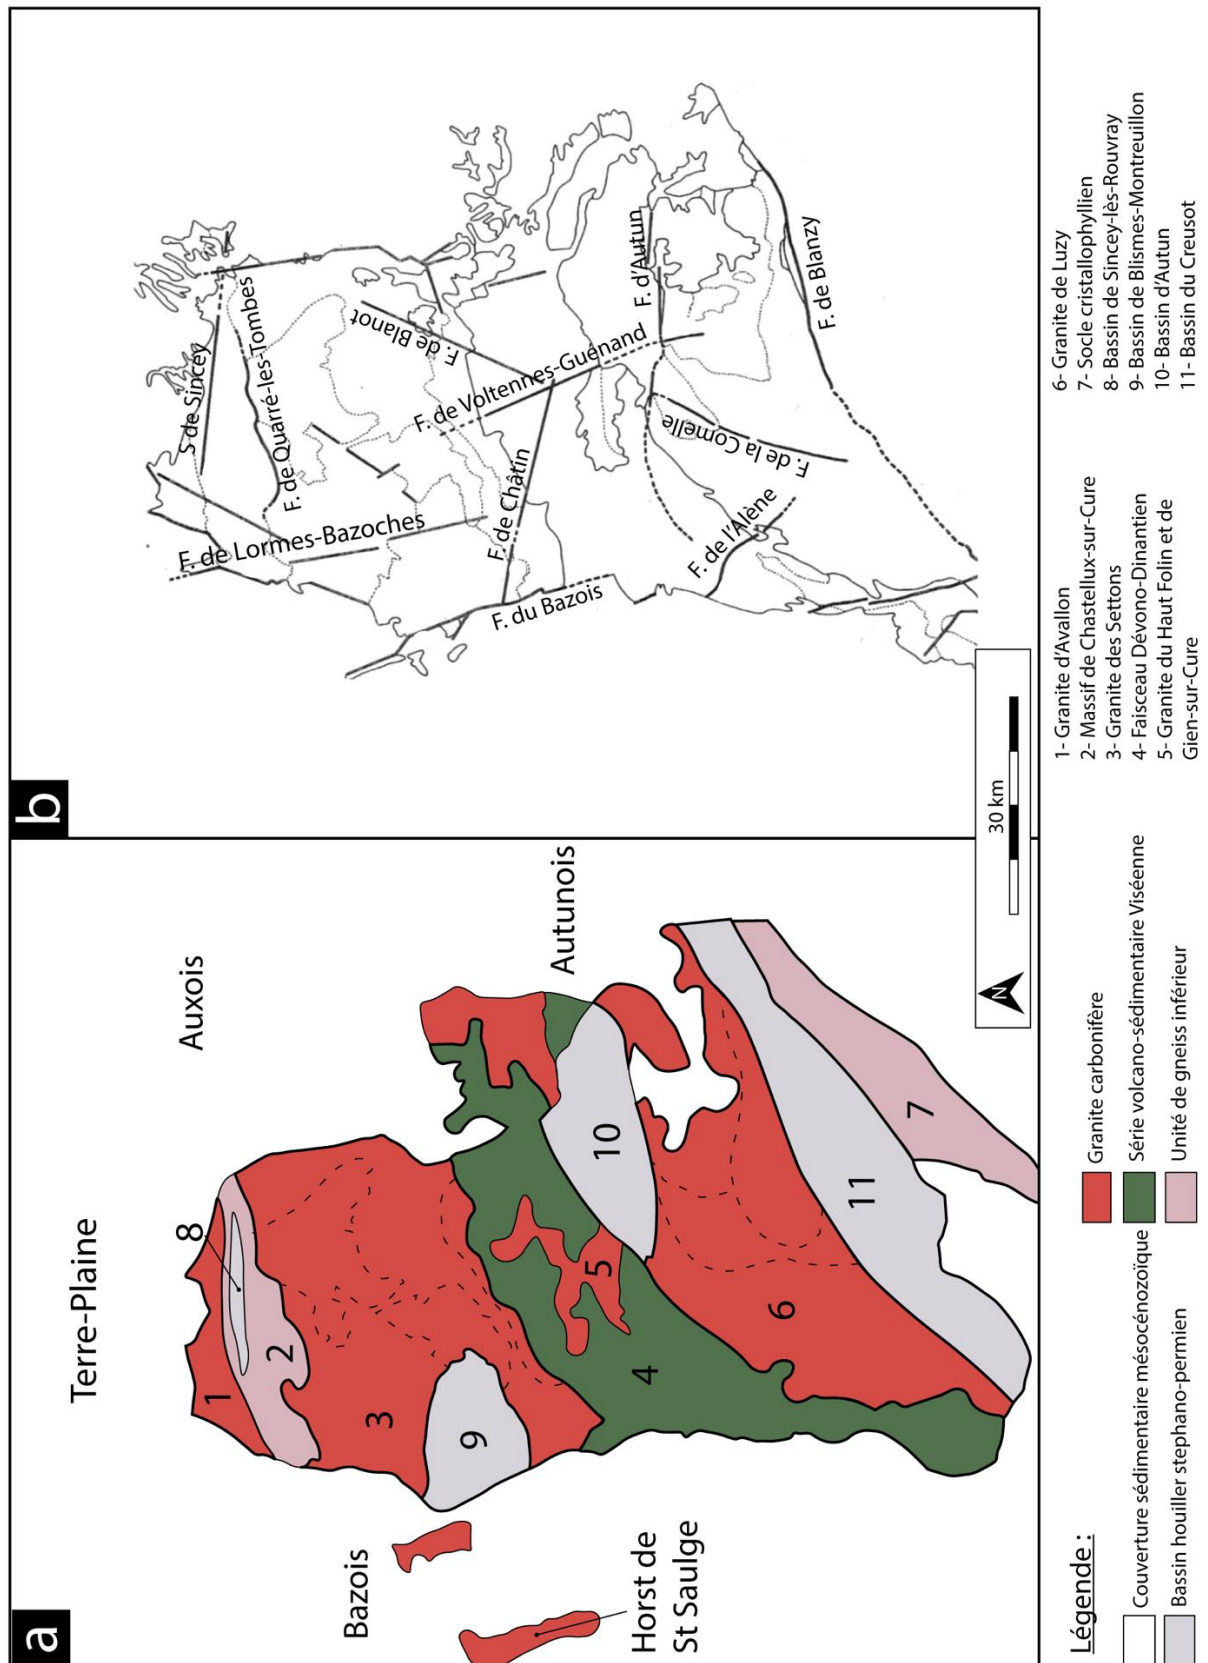 a
Terre-Plaine
Auxois
Bazois
Autunois
Horst de
St Saulge
1
2
3
4
5
6
7
8
9
10
11
b
S de Sincey
F. de Quarré-les-Tombes
F. de Lormes-Bazoches
F. de Blanot
F. de Voltennes-Guénand
F. de Châtin
F. du Bazois
F. d'Autun
F. de la Comelle
F. de l'Alène
F. de Blanzy
N
30 km
Légende :
Couverture sédimentaire mésocénozoïque
Bassin houiller stephano-permien
Granite carbonifère
Série volcano-sédimentaire Viséenne
Unité de gneiss inférieur
1- Granite d'Avallon
2- Massif de Chastellux-sur-Cure
3- Granite des Settons
4- Faisceau Dévono-Dinantien
5- Granite du Haut Folin et de
Gien-sur-Cure
6- Granite de Luzy
7- Socle cristallophyllien
8- Bassin de Sincey-lès-Rouvray
9- Bassin de Blismes-Montreuillon
10- Bassin d'Autun
11- Bassin du Creusot